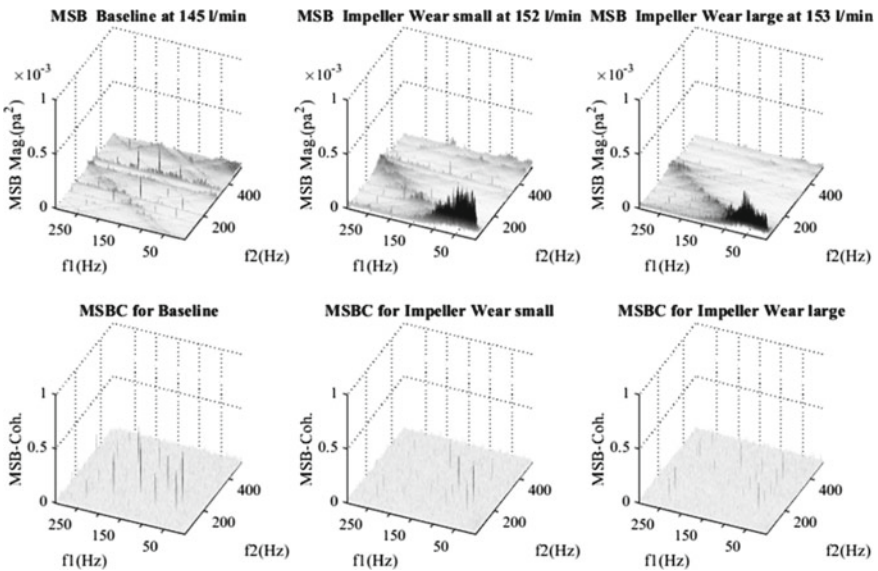 MSB Baseline at 145 l/min
MSB Impeller Wear small at 152 l/min
MSB Impeller Wear large at 153 l/min
×10⁻³
1
0.5
0
MSB Mag.(pa²)
250
150
50
f1(Hz)
200
400
f2(Hz)
×10⁻³
1
0.5
0
MSB Mag.(pa²)
250
150
50
f1(Hz)
200
400
f2(Hz)
×10⁻³
1
0.5
0
MSB Mag.(pa²)
250
150
50
f1(Hz)
200
400
f2(Hz)
MSBC for Baseline
MSBC for Impeller Wear small
MSBC for Impeller Wear large
1
0.5
0
MSB-Coh.
250
150
50
f1(Hz)
200
400
f2(Hz)
1
0.5
0
MSB-Coh.
250
150
50
f1(Hz)
200
400
f2(Hz)
1
0.5
0
MSB-Coh.
250
150
50
f1(Hz)
200
400
f2(Hz)